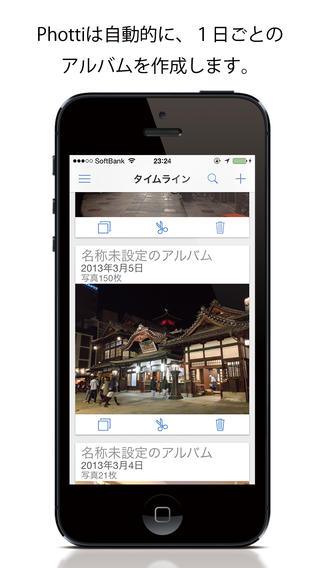 Phottiは自動的に、１日ごとの
アルバムを作成します。
SoftBank 23:24
タイムライン
名称未設定のアルバム
2013年3月5日
写真150枚
名称未設定のアルバム
2013年3月4日
写真21枚